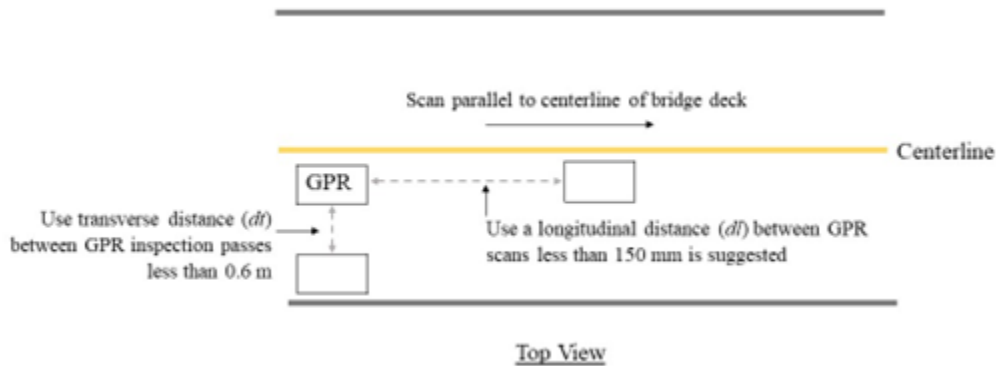 Scan parallel to centerline of bridge deck
Centerline
GPR
Use transverse distance (dt)
between GPR inspection passes
less than 0.6 m
Use a longitudinal distance (dl) between GPR
scans less than 150 mm is suggested
Top View